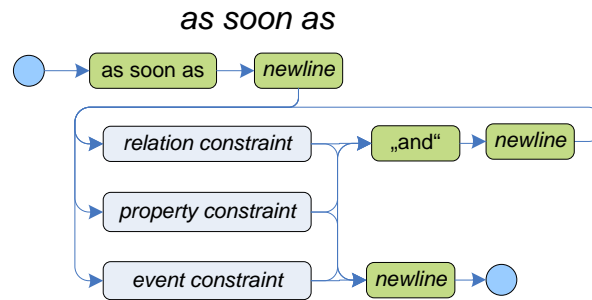 as soon as
as soon as newline
relation constraint „and“ newline
property constraint
event constraint newline